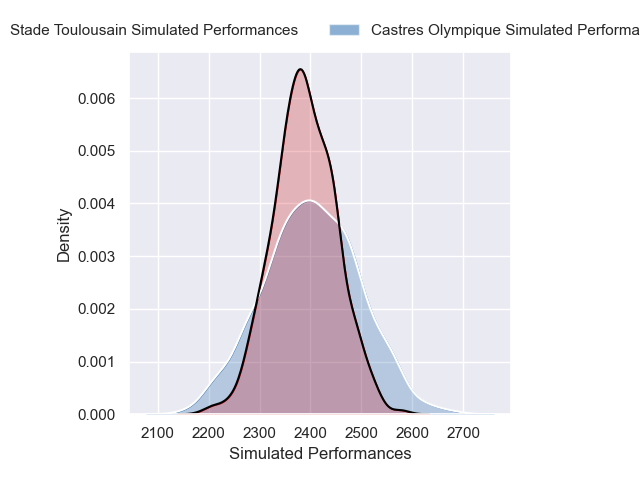 Stade Toulousain Simulated Performances
Castres Olympique Simulated Performa
0.006
0.005
0.004
0.003
0.002
0.001
0.000
Density
2100 2200 2300 2400 2500 2600 2700
Simulated Performances